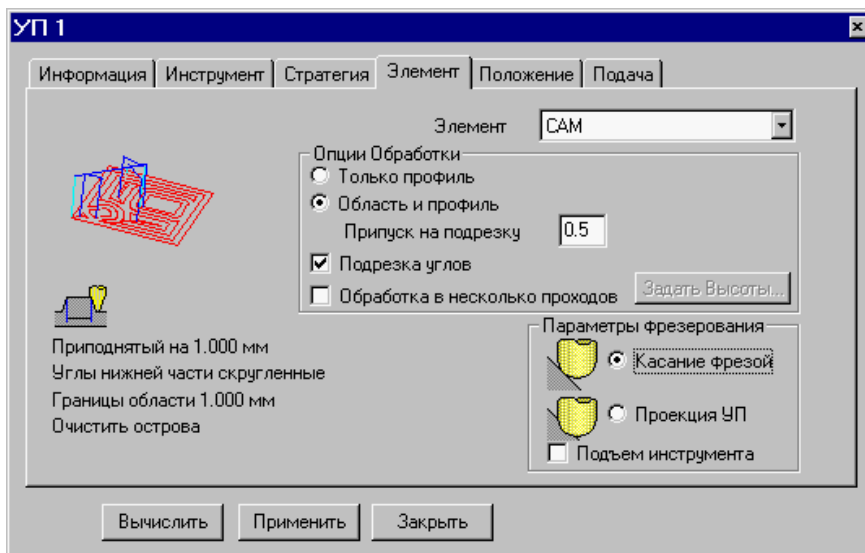 УП 1
Информация Инструмент Стратегия Элемент Положение Подача
Элемент CAM
Опции Обработки
Только профиль
Область и профиль
Припуск на подрезку 0.5
Подрезка углов
Обработка в несколько проходов Задать Высоты...
Параметры фрезерования
Касание фрезой
Проекция УП
Подъем инструмента
Приподнятый на 1.000 мм
Углы нижней части скругленные
Границы области 1.000 мм
Очистить острова
Вычислить Применить Закрыть